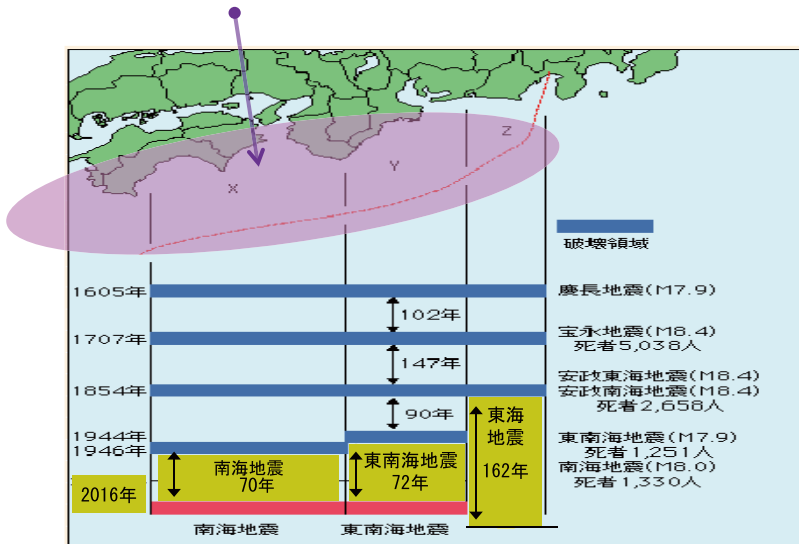 X
Y
Z
破壊領域
1605年
慶長地震(M7.9)
102年
1707年
宝永地震(M8.4)
死者5,038人
147年
安政東海地震(M8.4)
1854年
安政南海地震(M8.4)
死者2,658人
90年
東海
地震
162年
1944年
東南海地震(M7.9)
1946年
死者1,251人
南海地震
70年
東南海地震
72年
南海地震(M8.0)
死者1,330人
2016年
南海地震
東南海地震